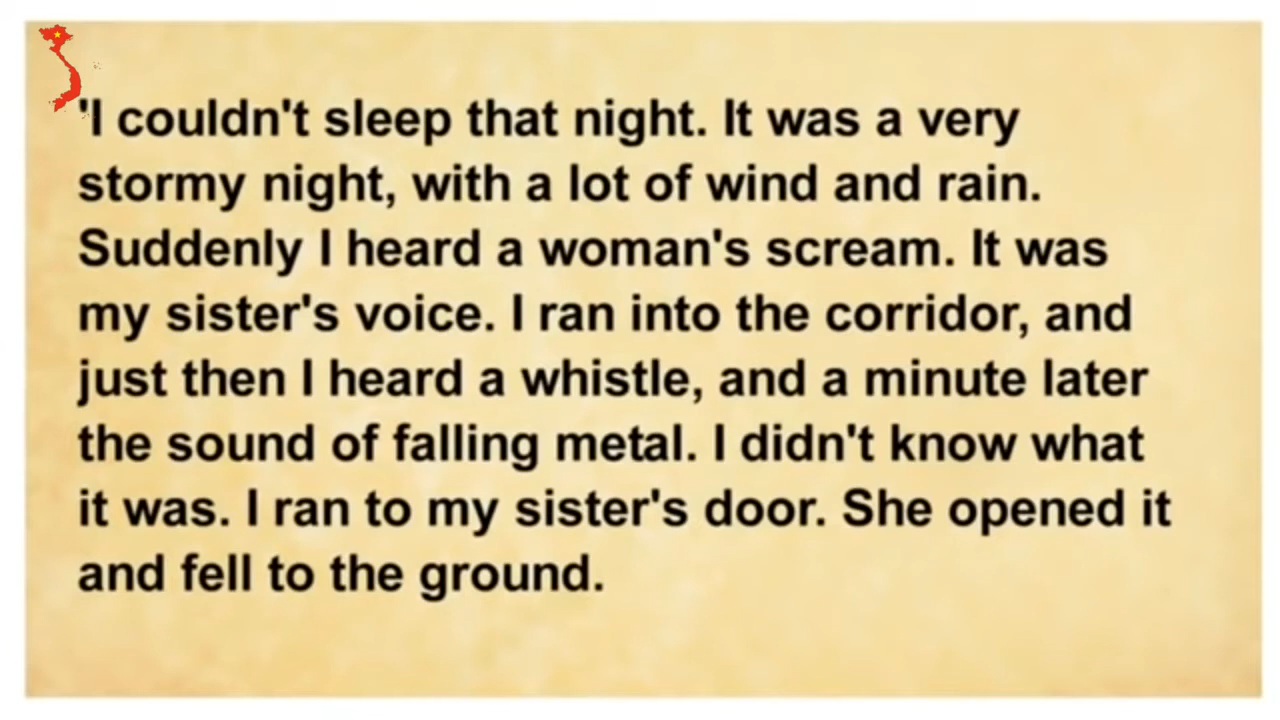 'I couldn't sleep that night. It was a very
stormy night, with a lot of wind and rain.
Suddenly I heard a woman's scream. It was
my sister's voice. I ran into the corridor, and
just then I heard a whistle, and a minute later
the sound of falling metal. I didn't know what
it was. I ran to my sister's door. She opened it
and fell to the ground.